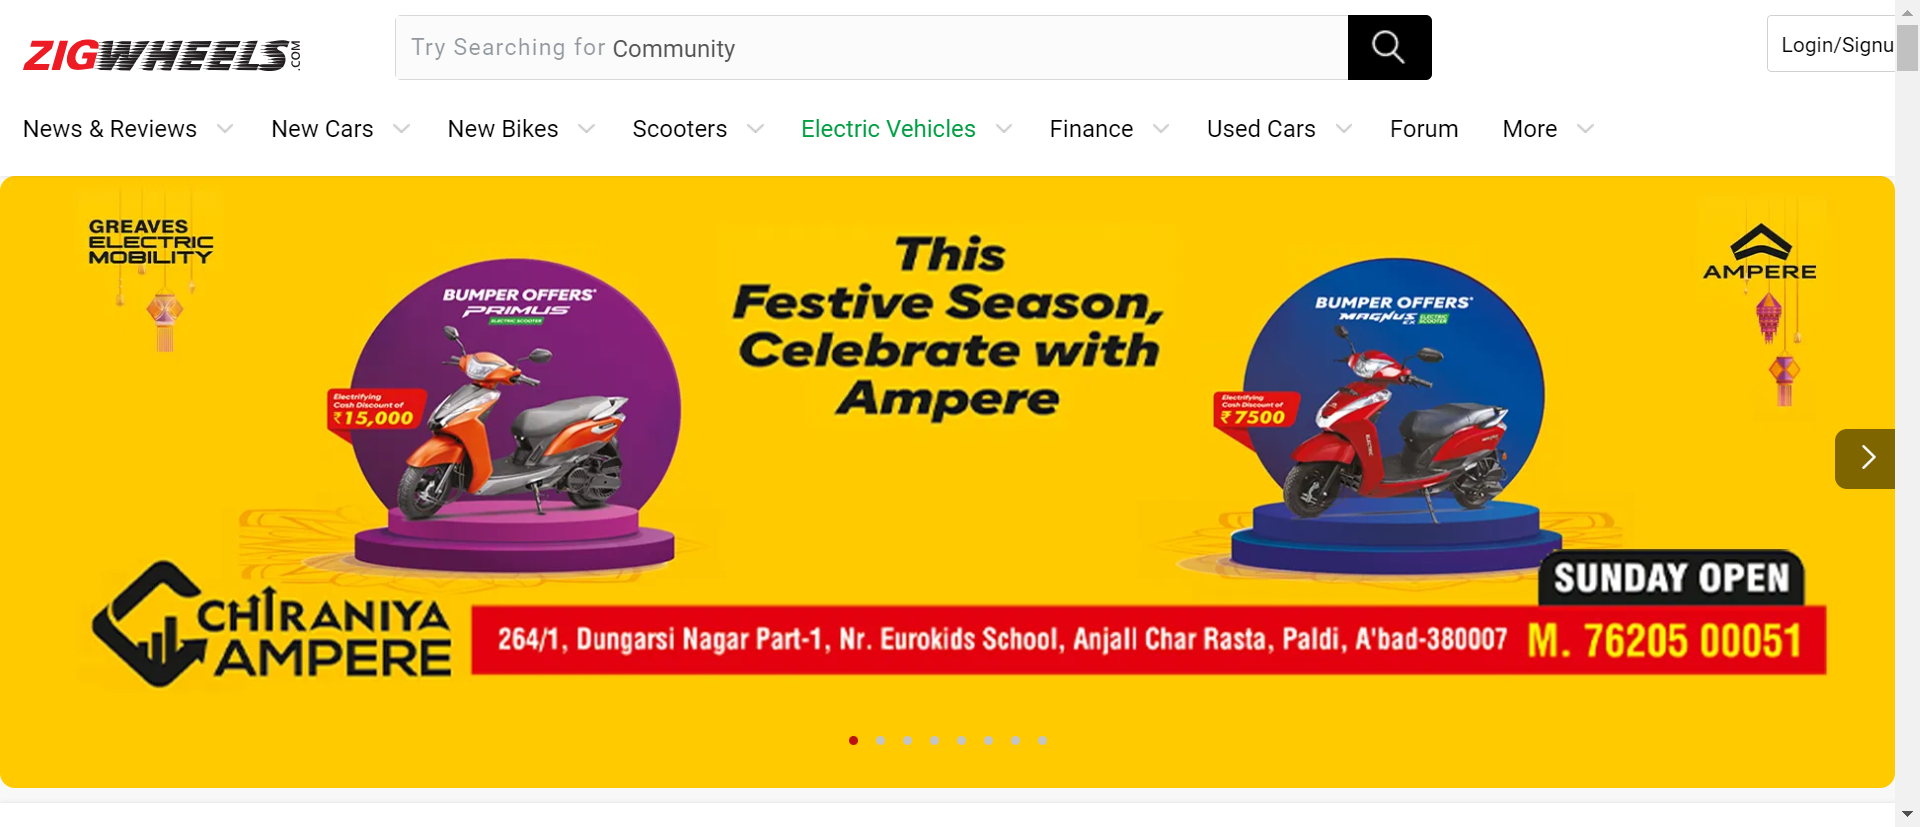 ZIGWHEELS.COM
Try Searching for Community
Login/Signu
News & Reviews
New Cars
New Bikes
Scooters
Electric Vehicles
Finance
Used Cars
Forum
More
GREAVES
ELECTRIC
MOBILITY
This
Festive Season,
Celebrate with
Ampere
AMPERE
BUMPER OFFERS*
PRIMUS
ELECTRIC SCOOTER
Electrifying
Cash Discount of
₹15,000
BUMPER OFFERS*
MAGNUS EX ELECTRIC SCOOTER
Electrifying
Cash Discount of
₹7500
ELECTRIC
SUNDAY OPEN
CHIRANIYA
AMPERE
264/1, Dungarsi Nagar Part-1, Nr. Eurokids School, Anjall Char Rasta, Paldi, A'bad-380007 M. 76205 00051